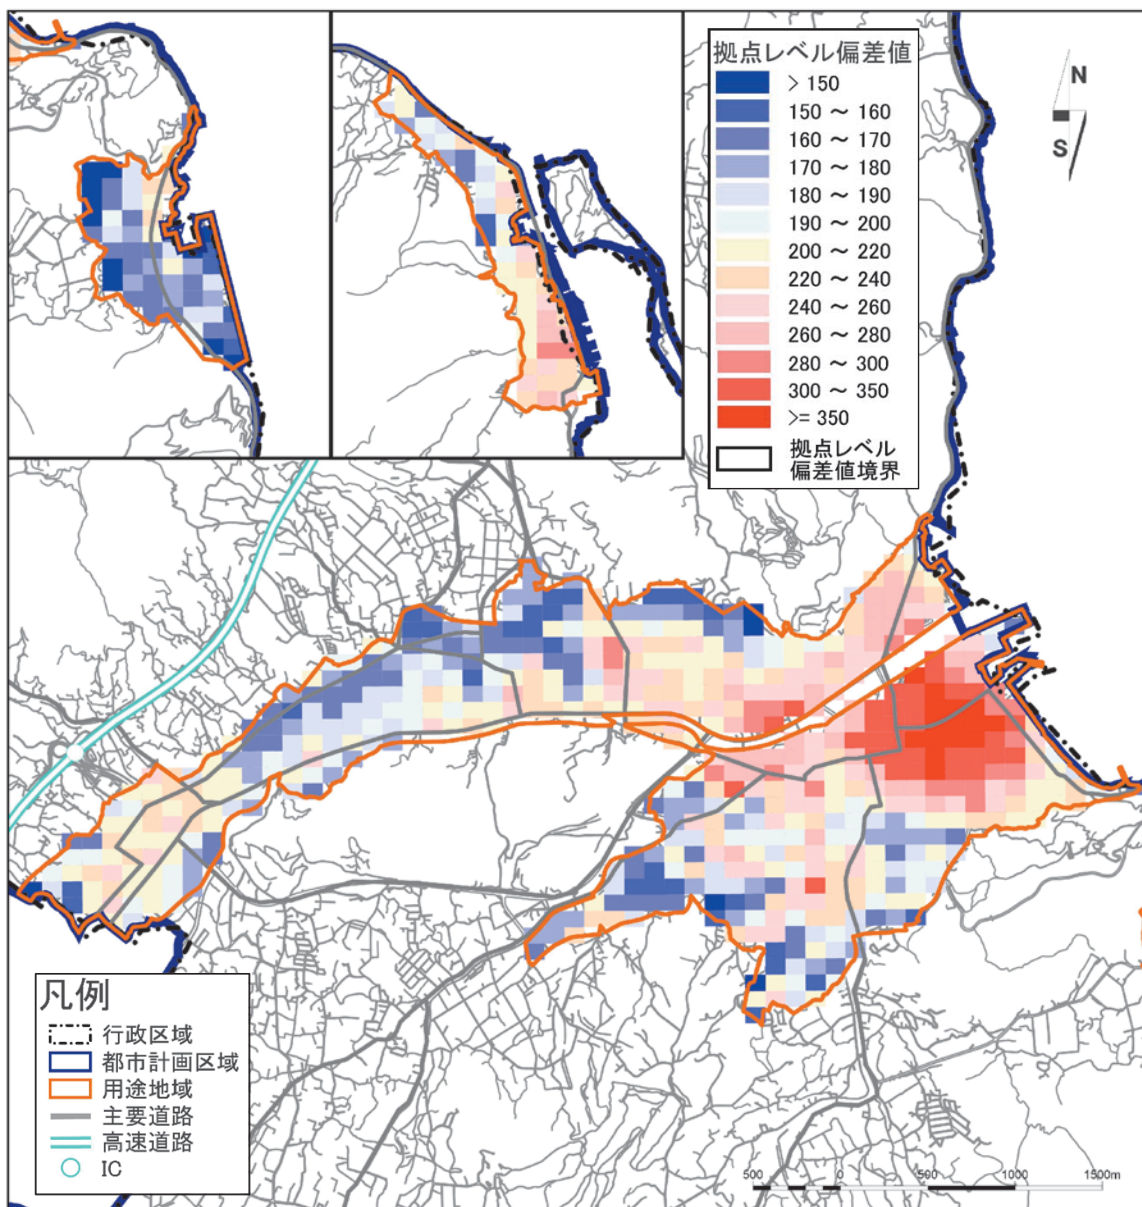 拠点レベル偏差値
> 150
150 ～ 160
160 ～ 170
170 ～ 180
180 ～ 190
190 ～ 200
200 ～ 220
220 ～ 240
240 ～ 260
260 ～ 280
280 ～ 300
300 ～ 350
>= 350
拠点レベル
偏差値境界
N
S
凡例
行政区域
都市計画区域
用途地域
主要道路
高速道路
IC
500 0 500 1000 1500m